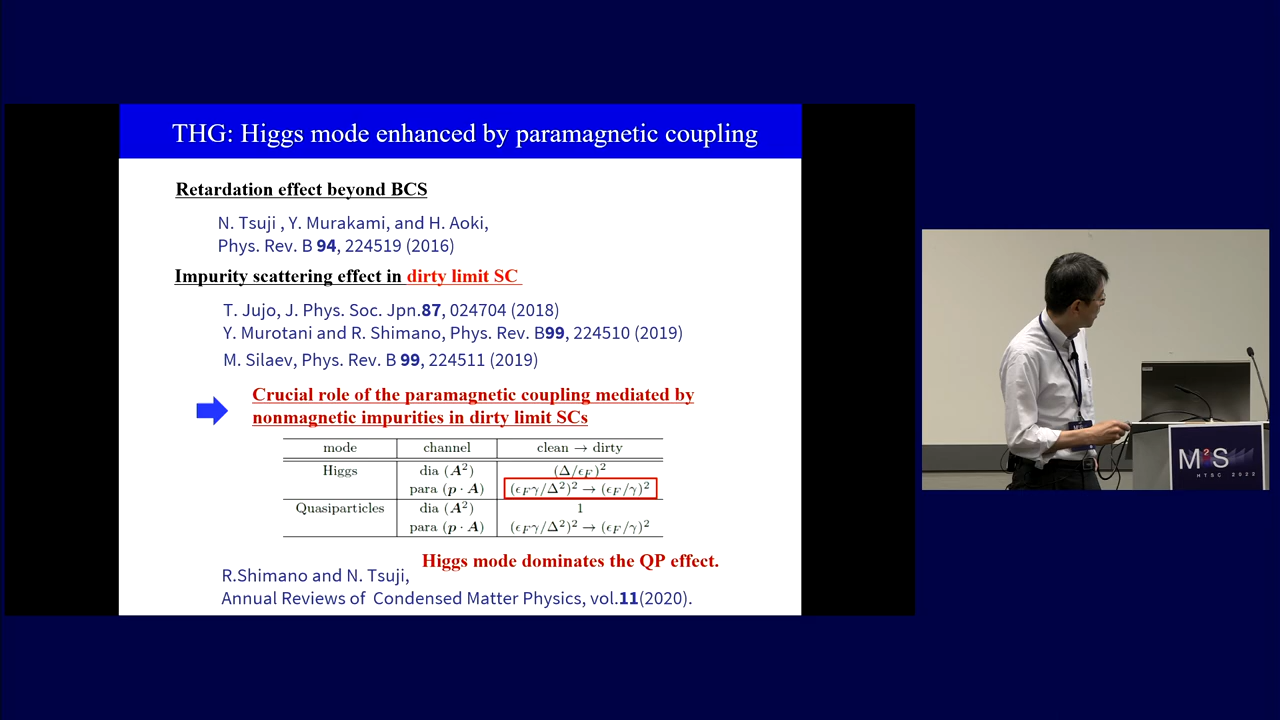 THG: Higgs mode enhanced by paramagnetic coupling
Retardation effect beyond BCS
N. Tsuji , Y. Murakami, and H. Aoki,
Phys. Rev. B 94, 224519 (2016)
Impurity scattering effect in dirty limit SC
T. Jujo, J. Phys. Soc. Jpn.87, 024704 (2018)
Y. Murotani and R. Shimano, Phys. Rev. B99, 224510 (2019)
M. Silaev, Phys. Rev. B 99, 224511 (2019)
Crucial role of the paramagnetic coupling mediated by
nonmagnetic impurities in dirty limit SCs
mode channel clean → dirty
Higgs dia (A²) (Δ/ϵ_F)²
para (p · A) (ϵ_Fγ/Δ²)² → (ϵ_F/γ)²
Quasiparticles dia (A²) 1
para (p · A) (ϵ_Fγ/Δ²)² → (ϵ_F/γ)²
Higgs mode dominates the QP effect.
R.Shimano and N. Tsuji,
Annual Reviews of Condensed Matter Physics, vol.11(2020).
M²S
HTSC 2022